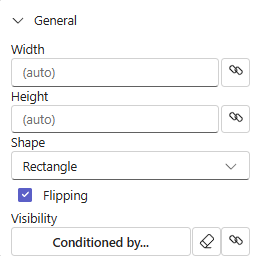 General
Width
(auto)
Height
(auto)
Shape
Rectangle
Flipping
Visibility
Conditioned by...